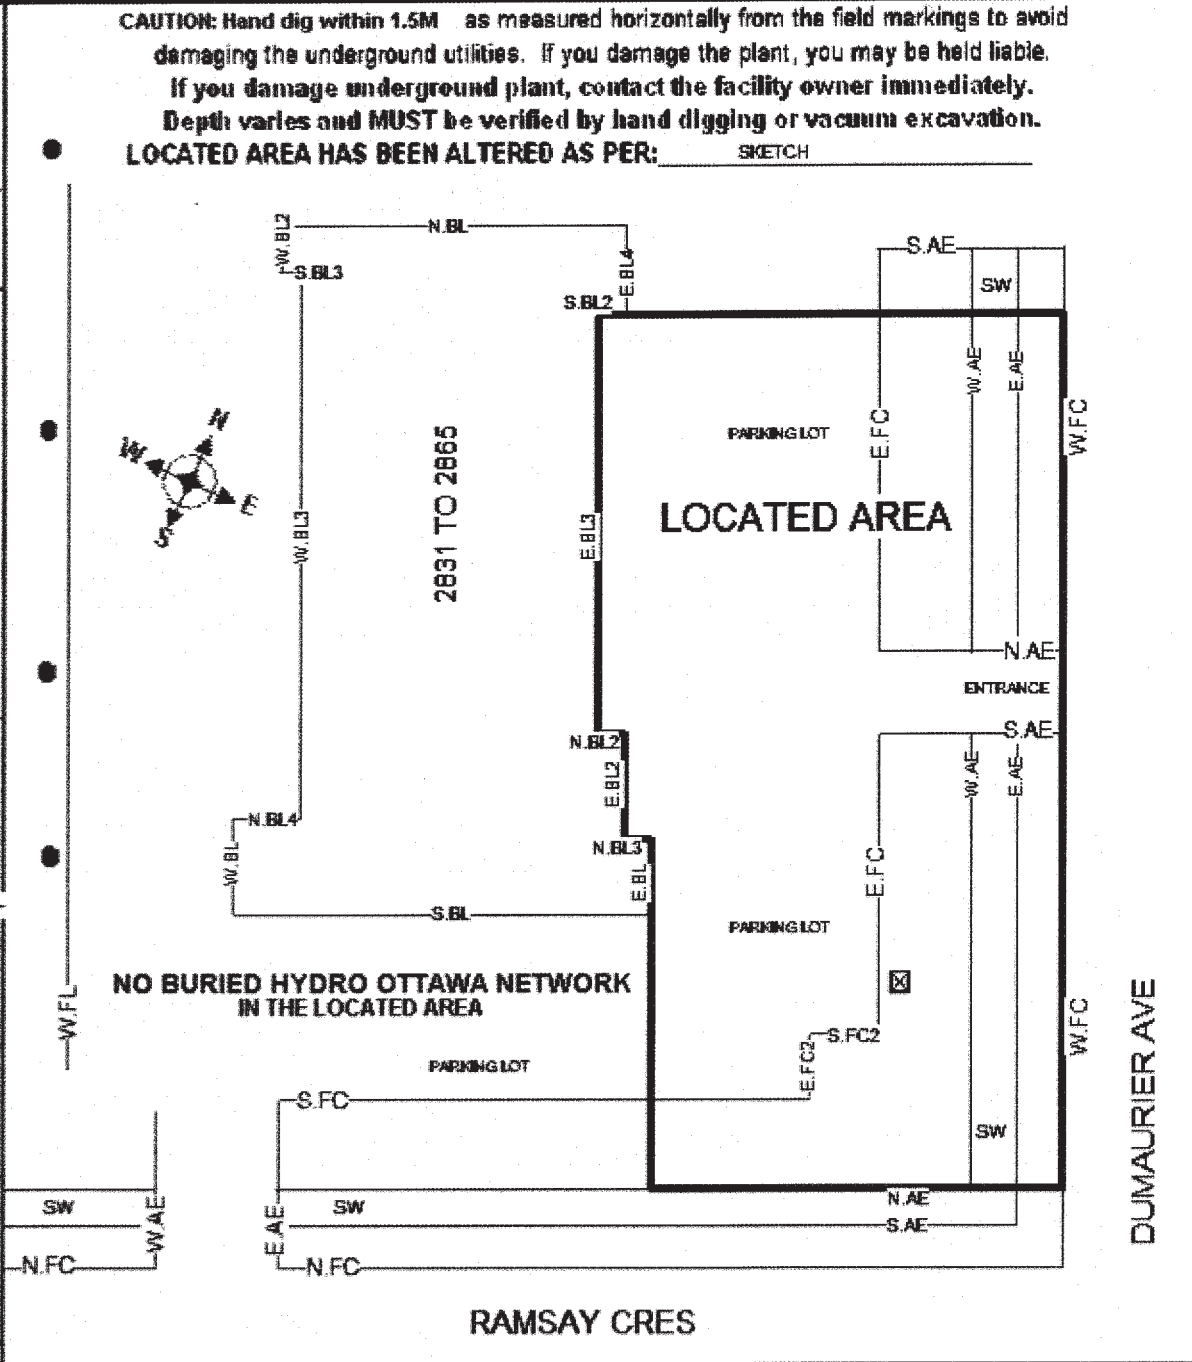 CAUTION: Hand dig within 1.5M as measured horizontally from the field markings to avoid
damaging the underground utilities. If you damage the plant, you may be held liable.
If you damage underground plant, contact the facility owner immediately.
Depth varies and MUST be verified by hand digging or vacuum excavation.
LOCATED AREA HAS BEEN ALTERED AS PER: SKETCH
W.BL2
N.BL
S.BL3
E.BL4
S.BL2
S.AE
SW
W.AE
E.AE
E.FC
W.FC
PARKING LOT
N
W
E
S
2831 TO 2865
LOCATED AREA
W.BL3
E.BL3
N.AE
ENTRANCE
S.AE
N.BL2
E.BL2
W.AE
E.AE
N.BL4
W.BL
N.BL3
E.BL
E.FC
S.BL
PARKING LOT
NO BURIED HYDRO OTTAWA NETWORK
IN THE LOCATED AREA
W.FL
S.FC2
E.FC2
W.FC
DUMAURIER AVE
PARKING LOT
S.FC
SW
SW
W.AE
E.AE
SW
N.AE
S.AE
N.FC
N.FC
RAMSAY CRES